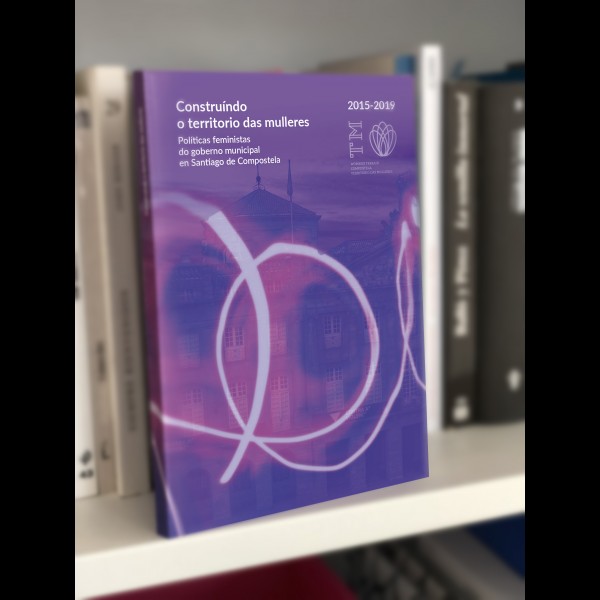 Construíndo
o territorio das mulleres
Políticas feministas
do goberno municipal
en Santiago de Compostela
2015-2019
TM